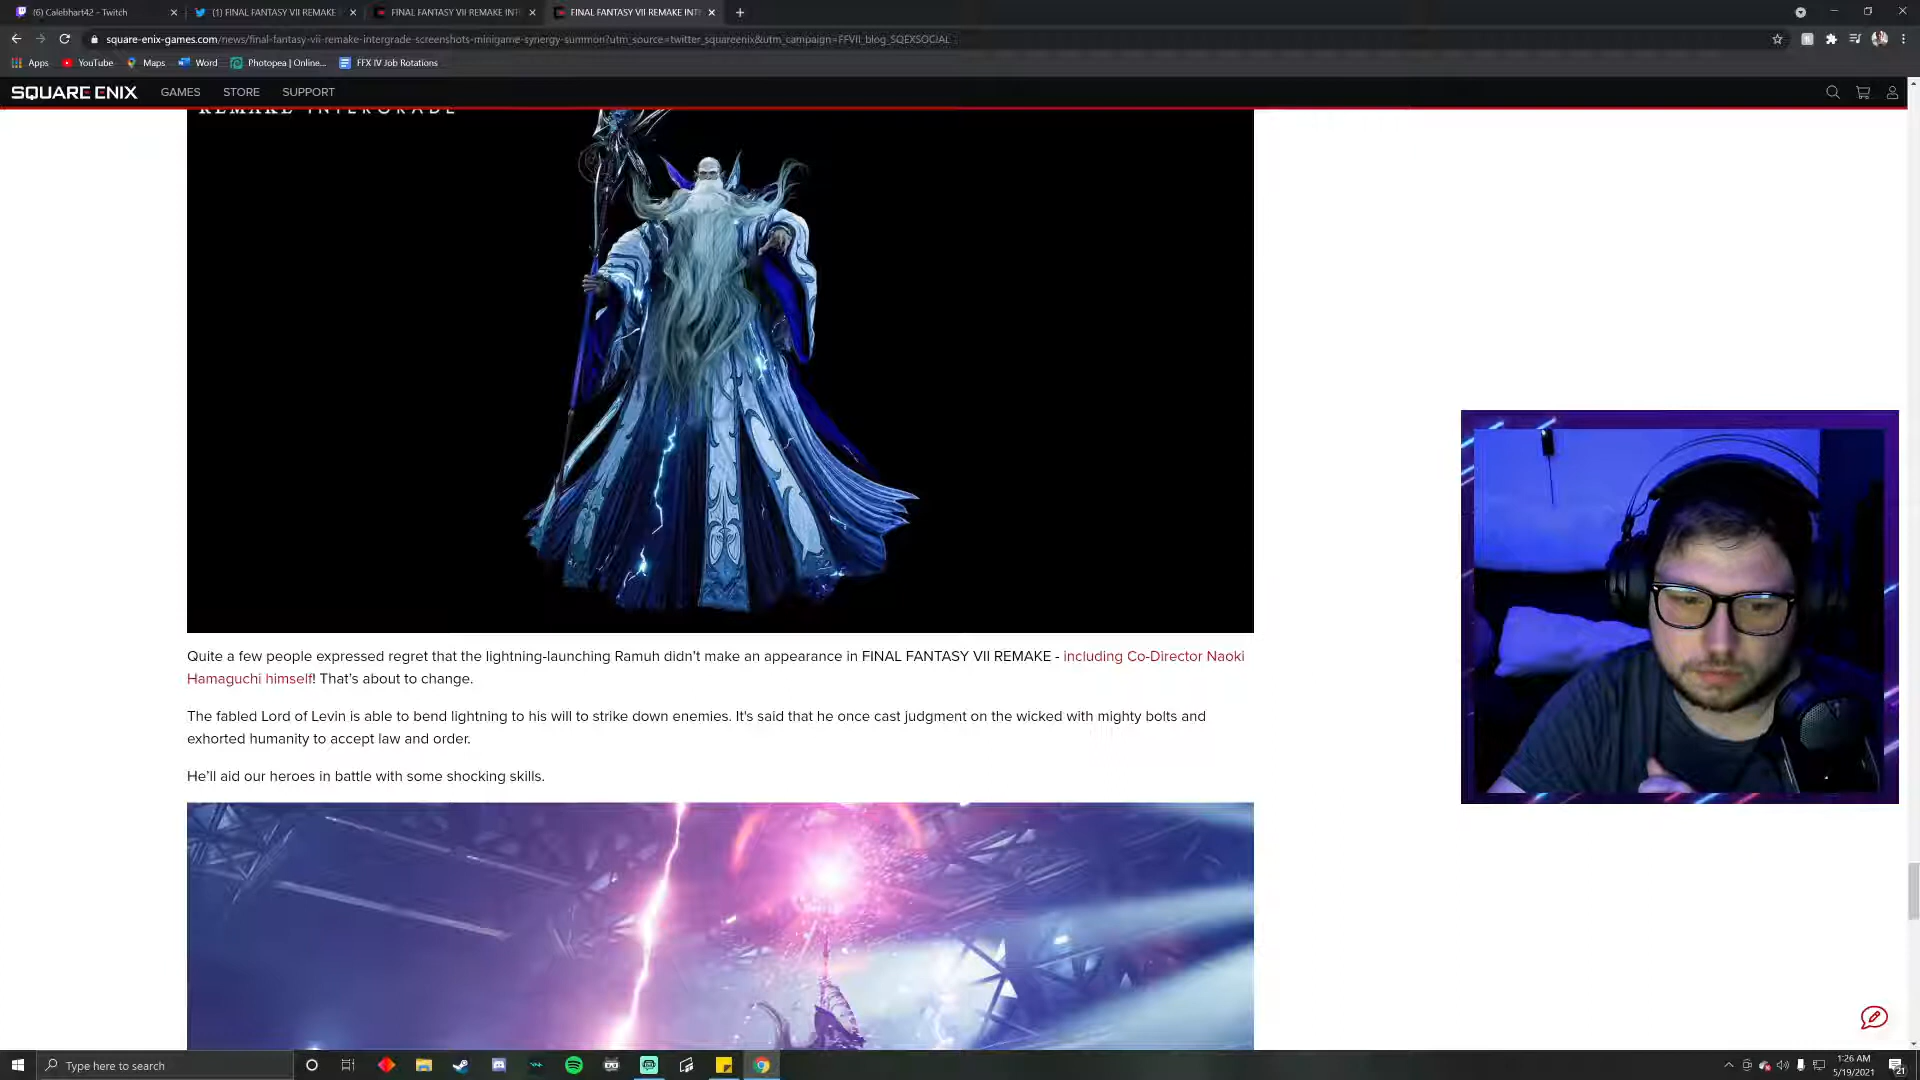 (6) Calebhart42 - Twitch
(1) FINAL FANTASY VII REMAKE
FINAL FANTASY VII REMAKE INT
FINAL FANTASY VII REMAKE INT
square-enix-games.com/news/final-fantasy-vii-remake-intergrade-screenshots-minigame-synergy-summon?utm_source=twitter_squareenix&utm_campaign=FFVII_blog_SQEXSOCIAL
Apps
YouTube
Maps
Word
Photopea | Online...
FFX IV Job Rotations
SQUARE ENIX
GAMES
STORE
SUPPORT
REMAKE INTERGRADE
Quite a few people expressed regret that the lightning-launching Ramuh didn't make an appearance in FINAL FANTASY VII REMAKE - including Co-Director Naoki
Hamaguchi himself! That's about to change.
The fabled Lord of Levin is able to bend lightning to his will to strike down enemies. It's said that he once cast judgment on the wicked with mighty bolts and
exhorted humanity to accept law and order.
He'll aid our heroes in battle with some shocking skills.
Type here to search
1:26 AM
5/19/2021
21